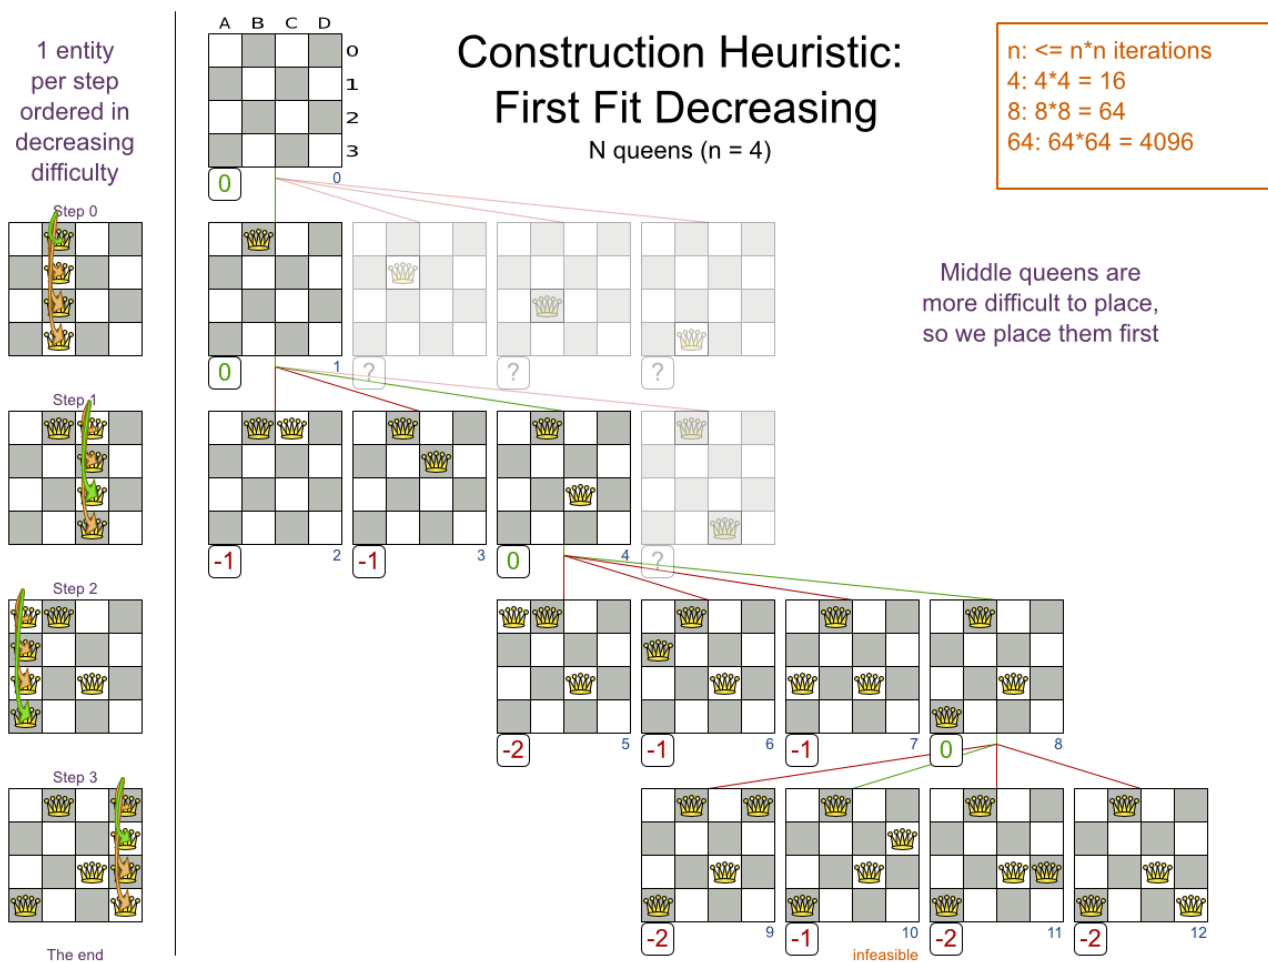 1 entity
per step
ordered in
decreasing
difficulty
A B C D
0
1
2
3
0
0
Construction Heuristic:
First Fit Decreasing
N queens (n = 4)
n: <= n*n iterations
4: 4*4 = 16
8: 8*8 = 64
64: 64*64 = 4096
Step 0
0
1
?
?
?
Middle queens are
more difficult to place,
so we place them first
Step 1
-1
2
-1
3
0
4
?
Step 2
-2
5
-1
6
-1
7
0
8
Step 3
-2
9
-1
10
-2
11
-2
12
The end
infeasible